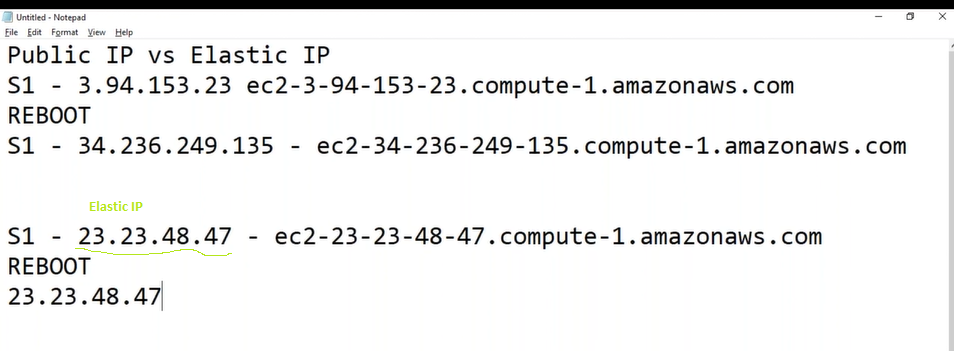 Untitled - Notepad
File Edit Format View Help
Public IP vs Elastic IP
S1 - 3.94.153.23 ec2-3-94-153-23.compute-1.amazonaws.com
REBOOT
S1 - 34.236.249.135 - ec2-34-236-249-135.compute-1.amazonaws.com
Elastic IP
S1 - 23.23.48.47 - ec2-23-23-48-47.compute-1.amazonaws.com
REBOOT
23.23.48.47